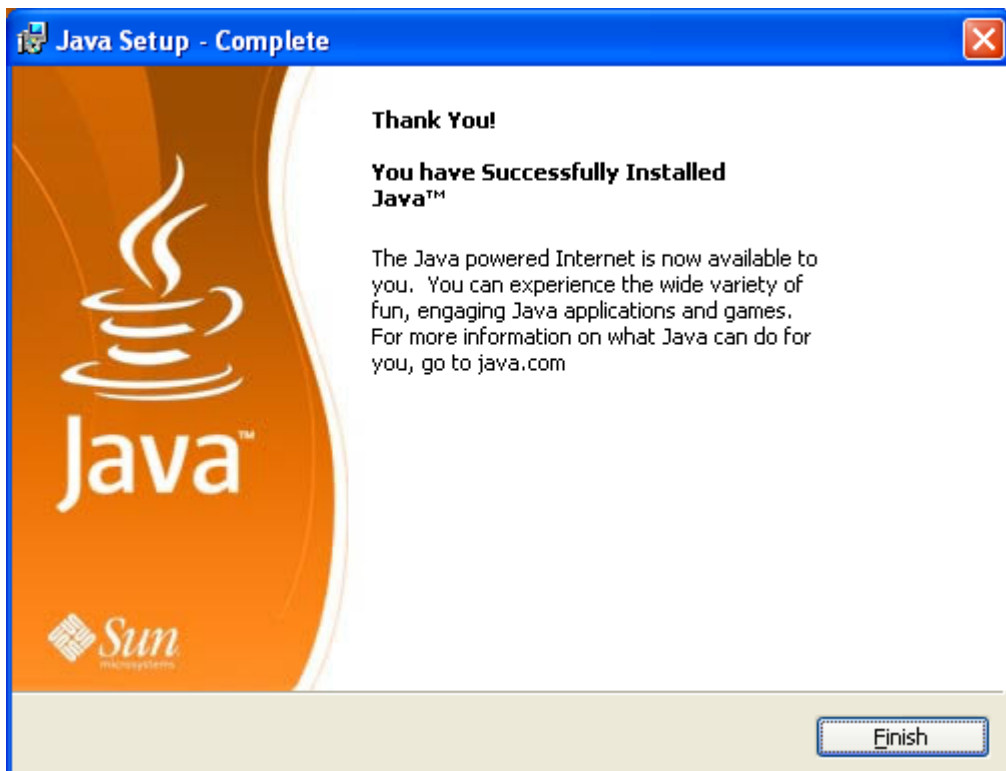 Java Setup - Complete
Thank You!
You have Successfully Installed
Java™
The Java powered Internet is now available to
you.  You can experience the wide variety of
fun, engaging Java applications and games.
For more information on what Java can do for
you, go to java.com
Java™
Sun
microsystems
Finish